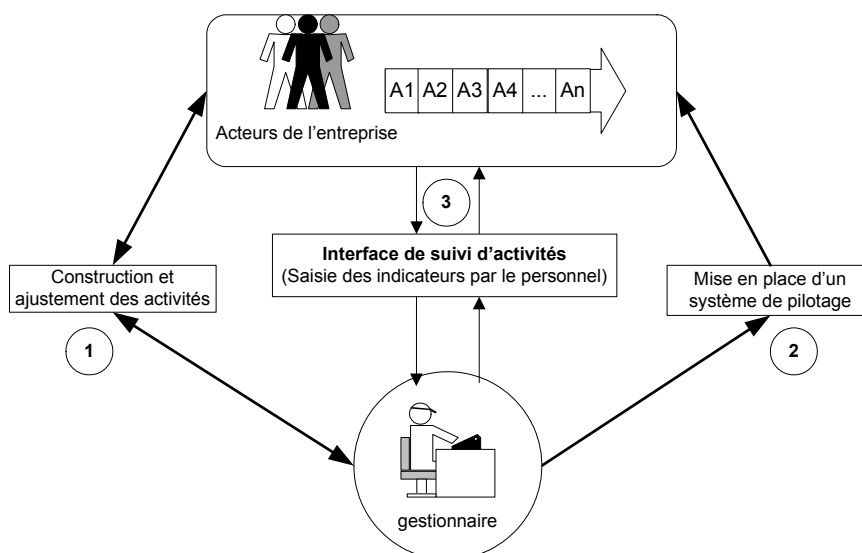 A1 A2 A3 A4 ... An
Acteurs de l'entreprise
3
Interface de suivi d'activités
(Saisie des indicateurs par le personnel)
Construction et
ajustement des activités
1
Mise en place d'un
système de pilotage
2
gestionnaire